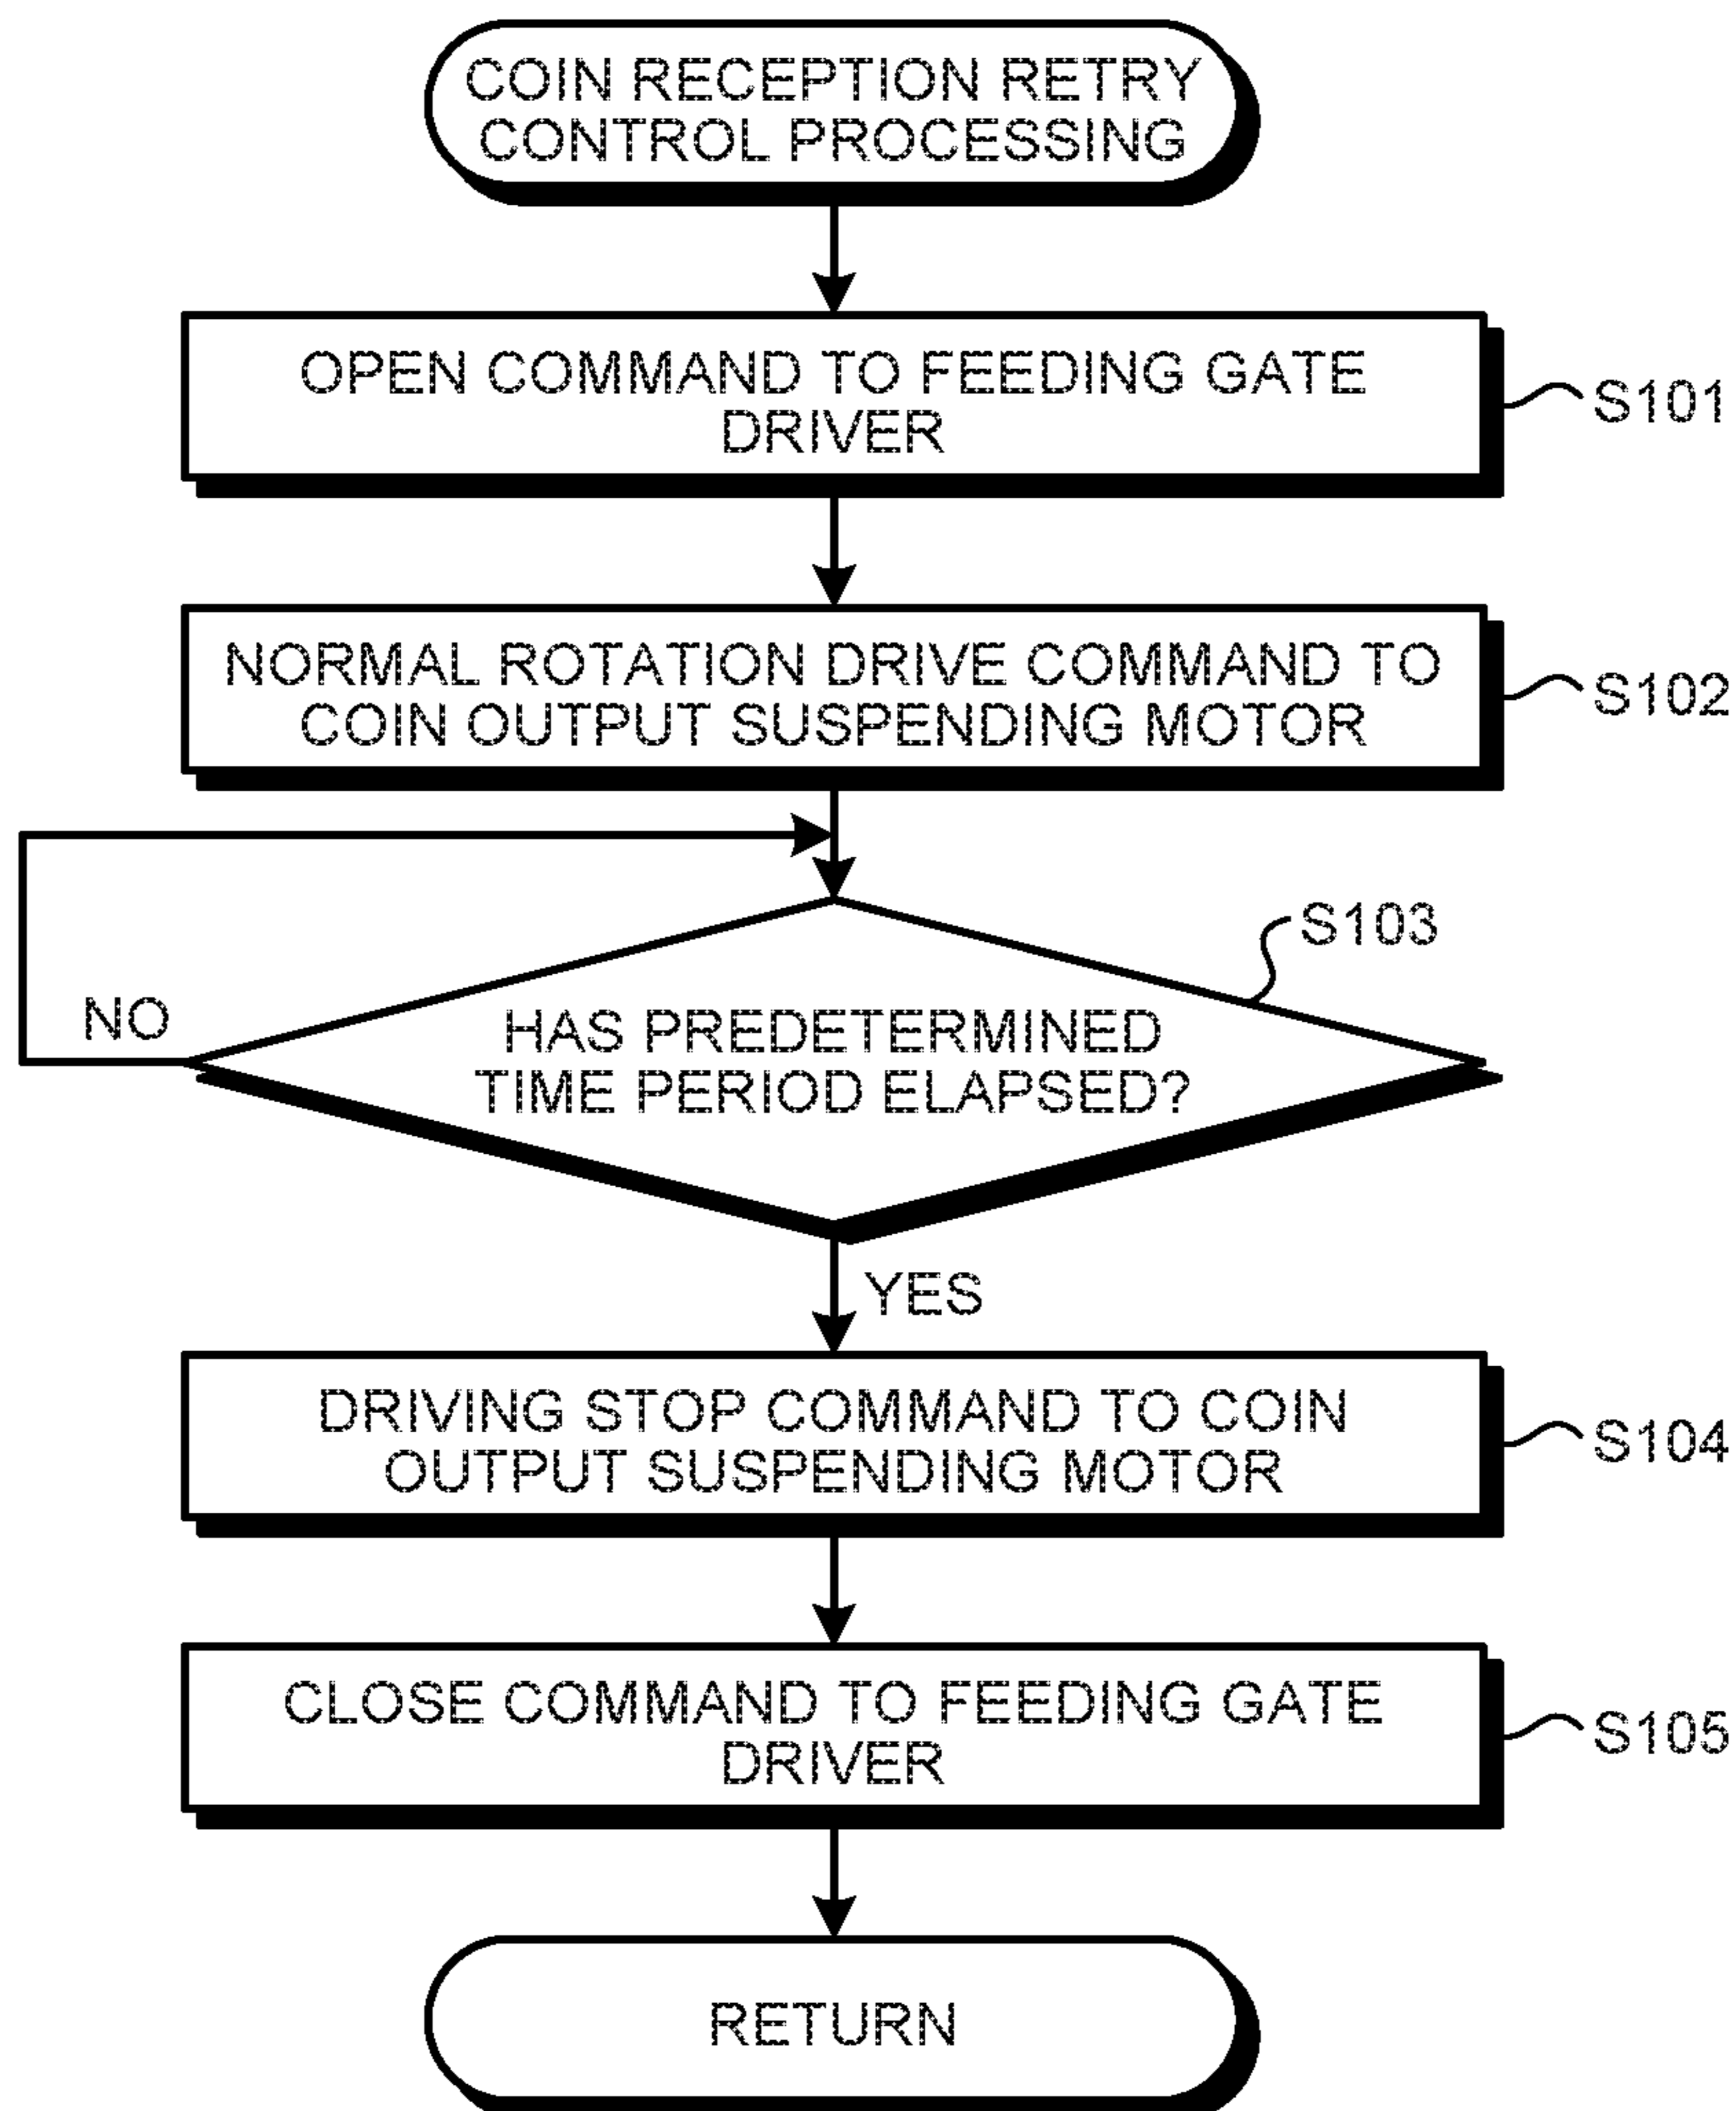 COIN RECEPTION RETRY
CONTROL PROCESSING
OPEN COMMAND TO FEEDING GATE
DRIVER
S101
NORMAL ROTATION DRIVE COMMAND TO
COIN OUTPUT SUSPENDING MOTOR
S102
S103
NO
HAS PREDETERMINED
TIME PERIOD ELAPSED?
YES
DRIVING STOP COMMAND TO COIN
OUTPUT SUSPENDING MOTOR
S104
CLOSE COMMAND TO FEEDING GATE
DRIVER
S105
RETURN